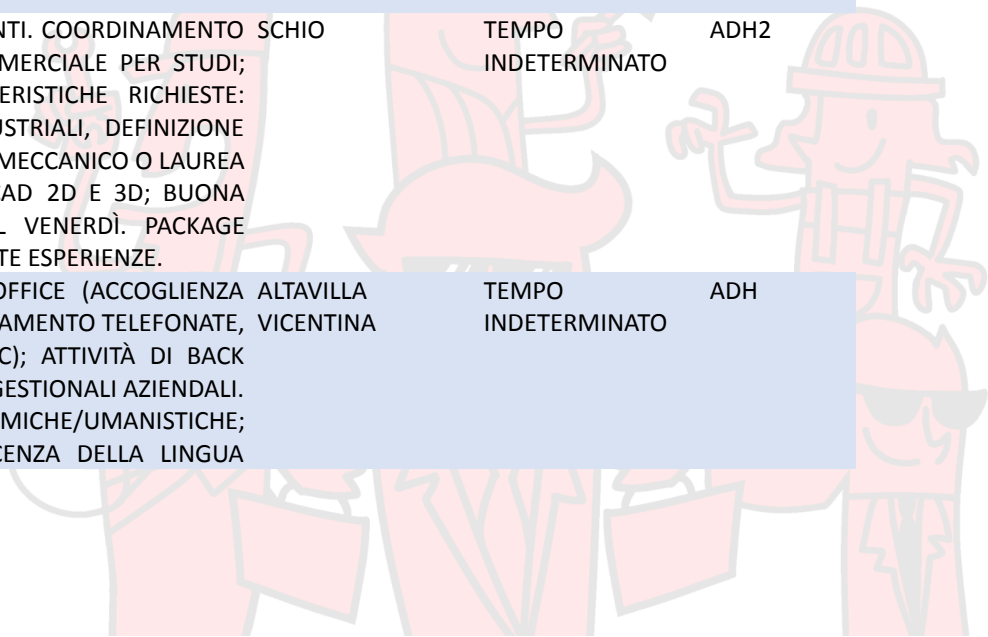 NTI. COORDINAMENTO SCHIO TEMPO ADH2
MERCIALE PER STUDI; INDETERMINATO
ERISTICHE RICHIESTE:
USTRIALI, DEFINIZIONE
MECCANICO O LAUREA
CAD 2D E 3D; BUONA
L VENERDÌ. PACKAGE
TE ESPERIENZE.
OFFICE (ACCOGLIENZA ALTAVILLA TEMPO ADH
AMENTO TELEFONATE, VICENTINA INDETERMINATO
C); ATTIVITÀ DI BACK
GESTIONALI AZIENDALI.
MICHE/UMANISTICHE;
CENZA DELLA LINGUA